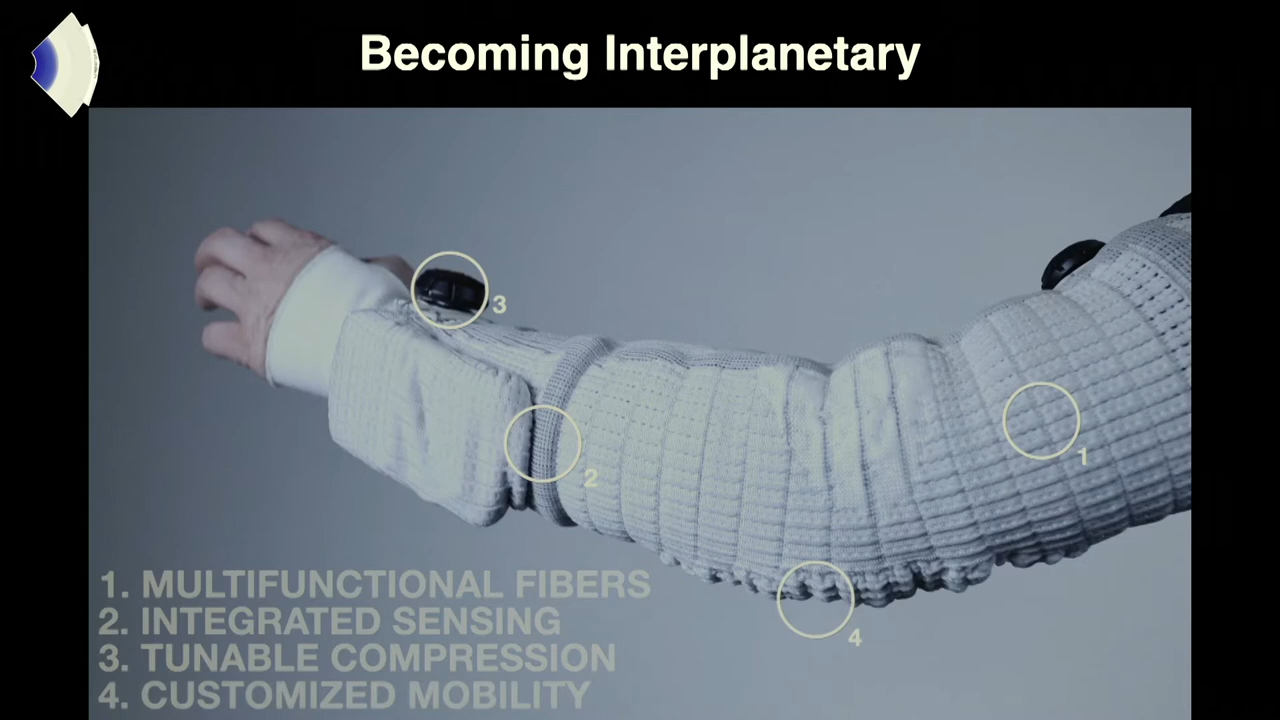 Becoming Interplanetary
3
2
1
4
1. MULTIFUNCTIONAL FIBERS
2. INTEGRATED SENSING
3. TUNABLE COMPRESSION
4. CUSTOMIZED MOBILITY